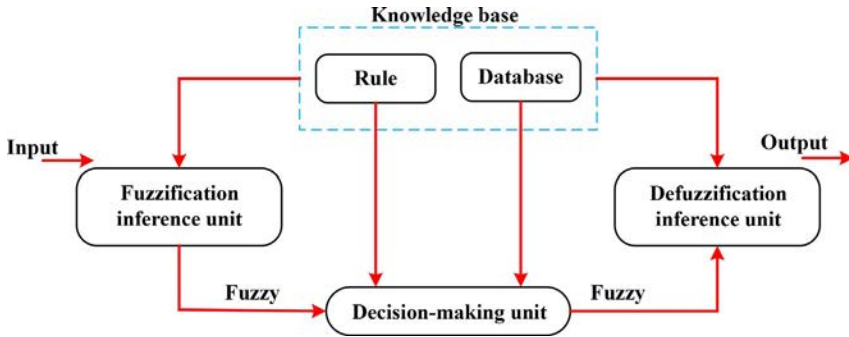 Knowledge base
Rule
Database
Input
Output
Fuzzification
inference unit
Defuzzification
inference unit
Fuzzy
Decision-making unit
Fuzzy